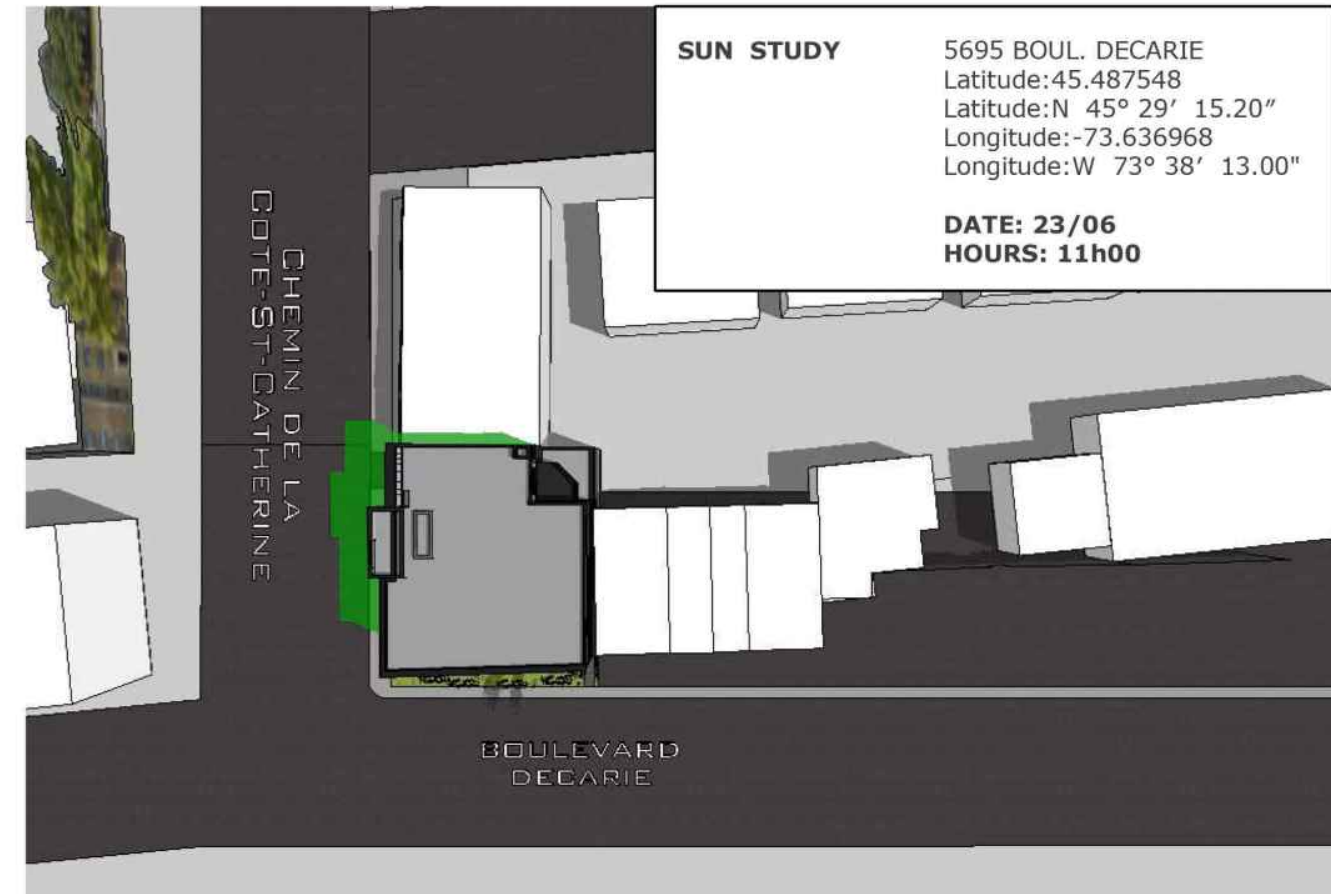 SUN STUDY
5695 BOUL. DECARIE
Latitude:45.487548
Latitude:N 45° 29′ 15.20″
Longitude:-73.636968
Longitude:W 73° 38′ 13.00"
DATE: 23/06
HOURS: 11h00
CHEMIN DE LA
COTE-ST-CATHERINE
BOULEVARD
DECARIE